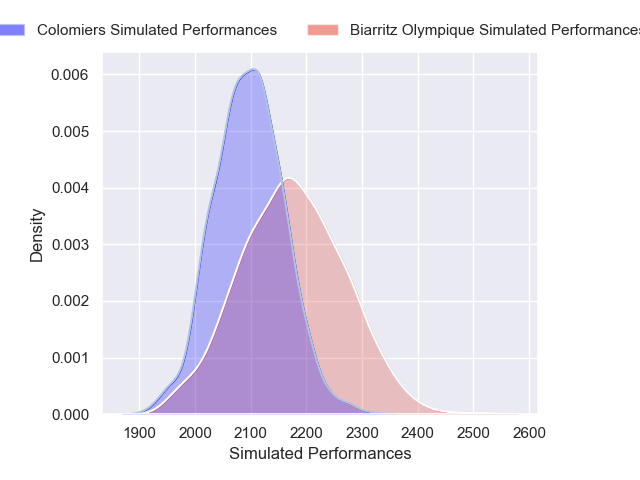 Colomiers Simulated Performances
Biarritz Olympique Simulated Performances
0.006
0.005
0.004
0.003
0.002
0.001
0.000
Density
1900 2000 2100 2200 2300 2400 2500 2600
Simulated Performances